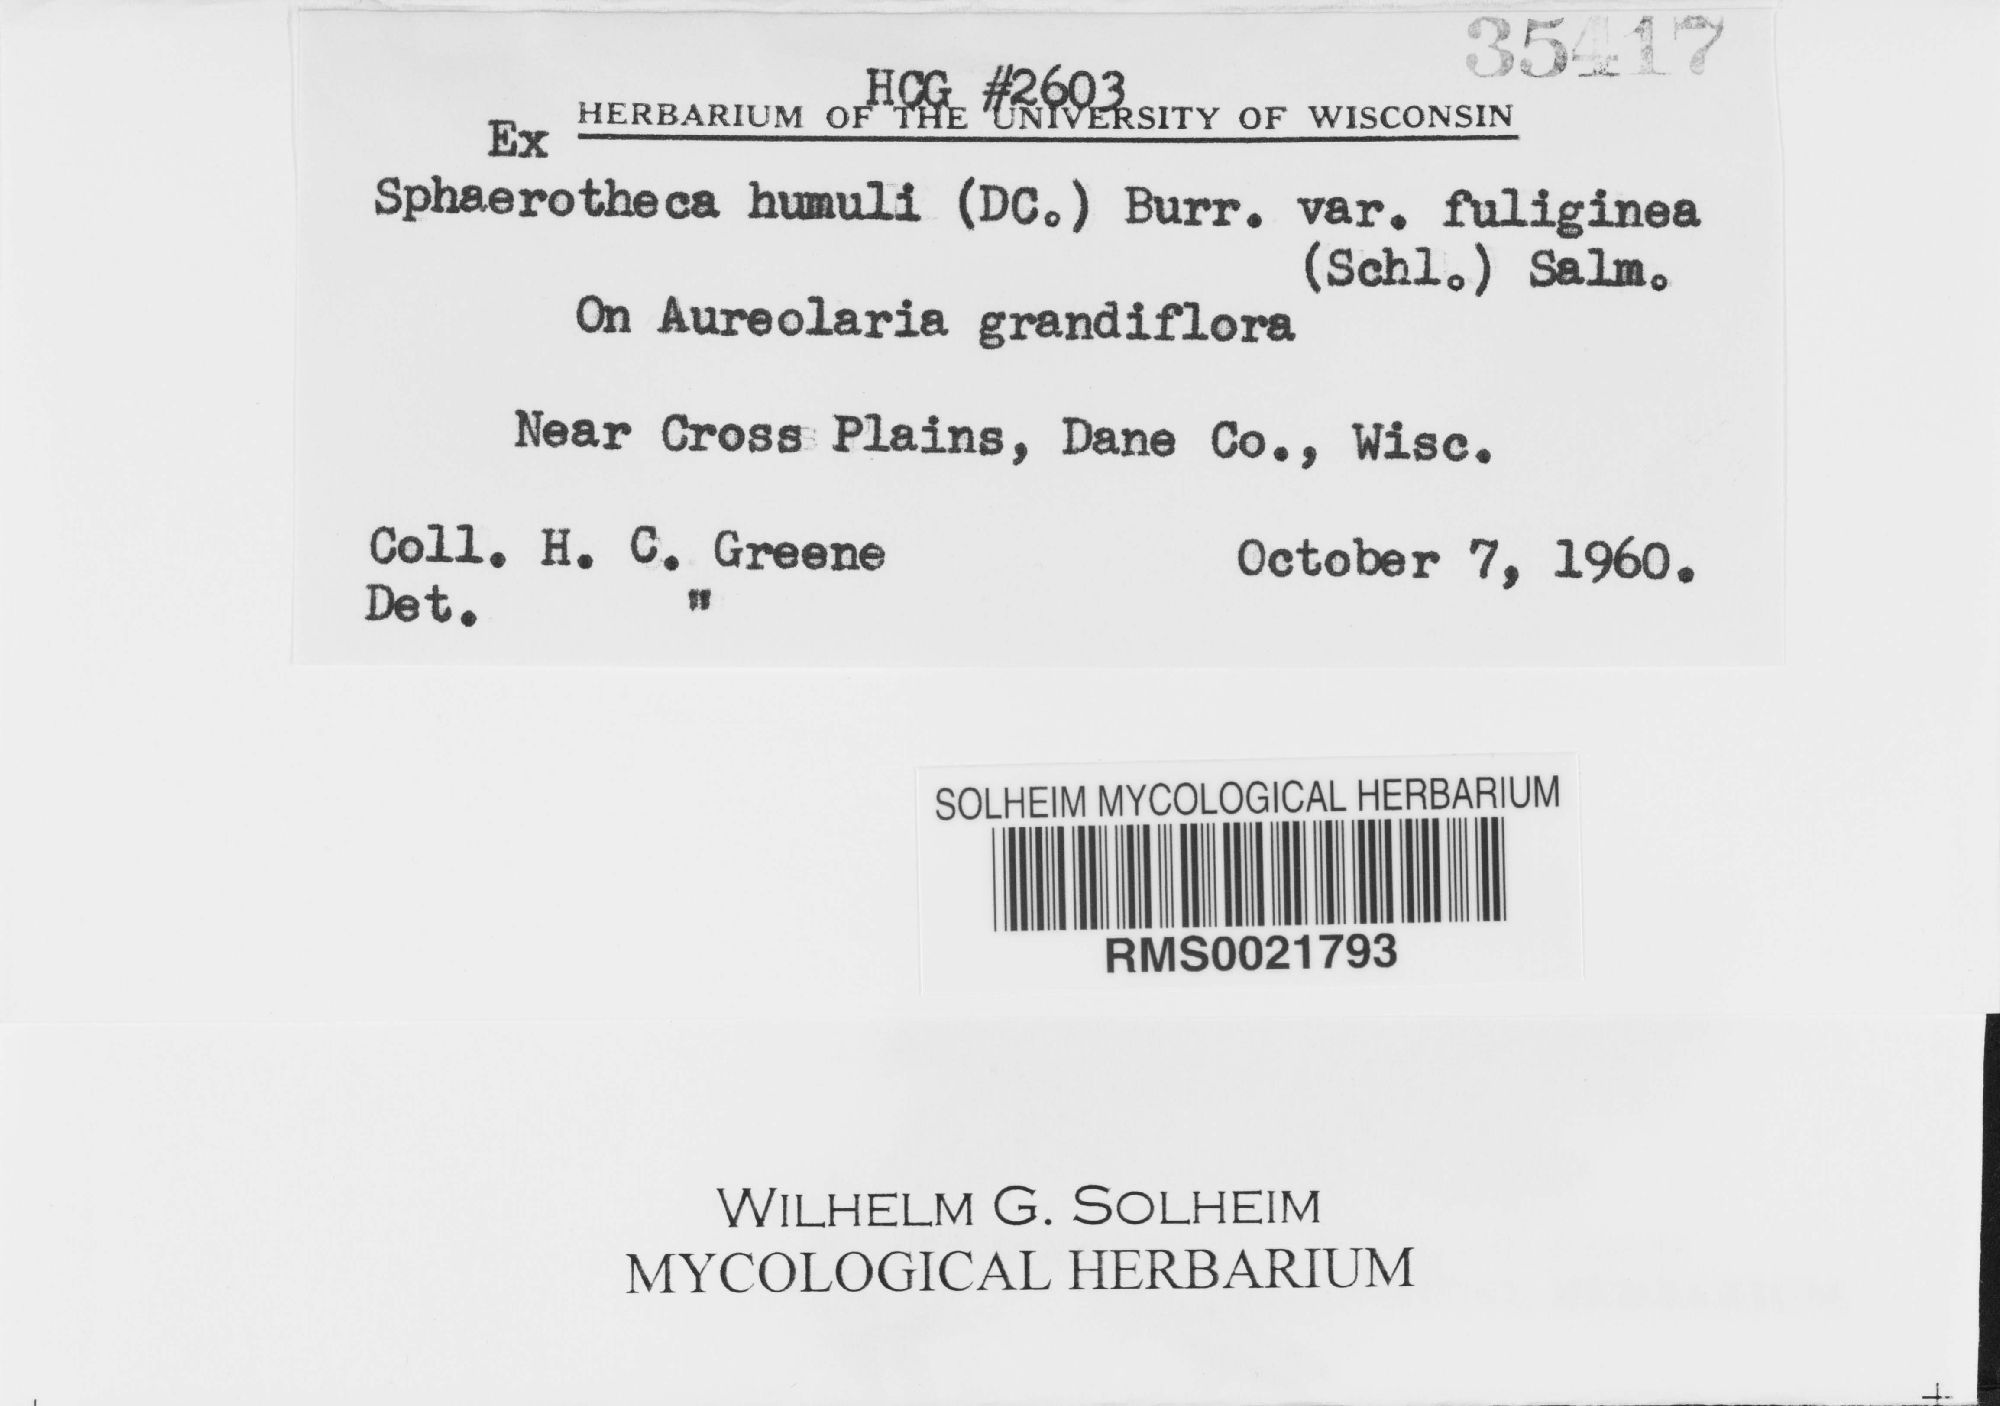 35417
HCG #2603
Ex HERBARIUM OF THE UNIVERSITY OF WISCONSIN
Sphaerotheca humuli (DC.) Burr. var. fuliginea
(Schl.) Salm.
On Aureolaria grandiflora
Near Cross Plains, Dane Co., Wisc.
Coll. H. C. Greene October 7, 1960.
Det. "
SOLHEIM MYCOLOGICAL HERBARIUM
RMS0021793
WILHELM G. SOLHEIM
MYCOLOGICAL HERBARIUM